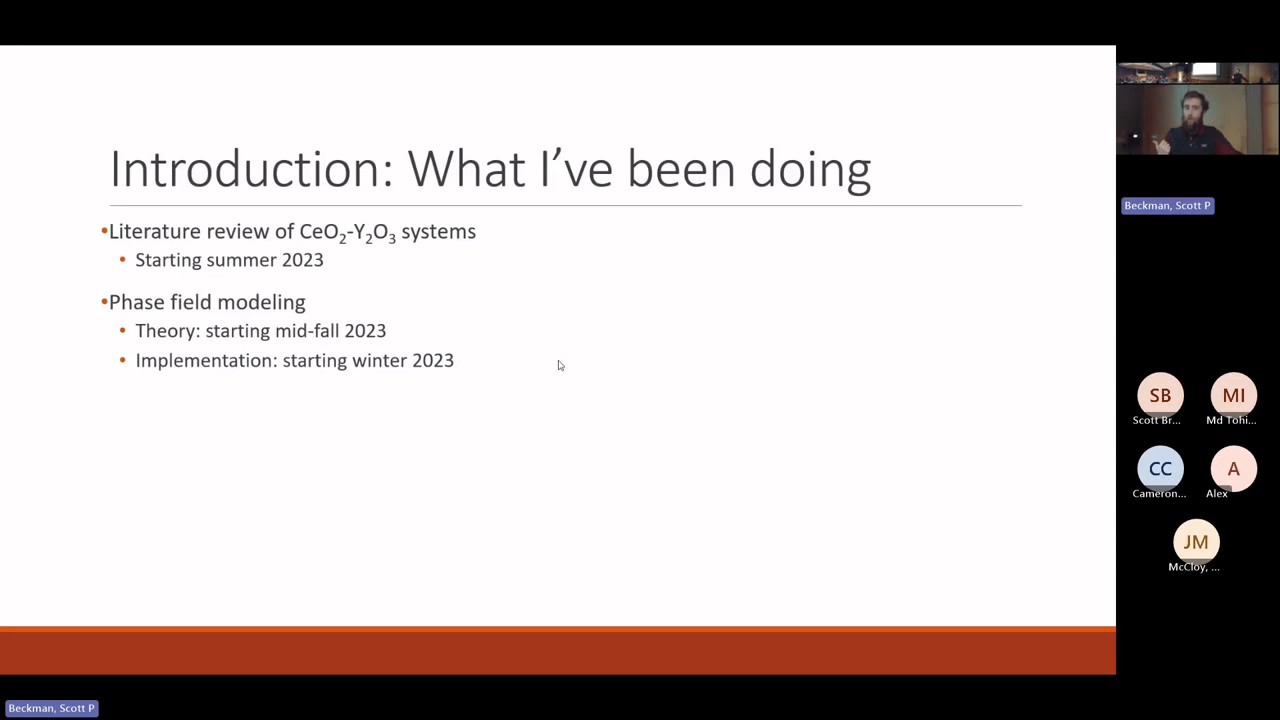 Introduction: What I’ve been doing
•Literature review of CeO2-Y2O3 systems
• Starting summer 2023
•Phase field modeling
• Theory: starting mid-fall 2023
• Implementation: starting winter 2023
Beckman, Scott P
SB
MI
Scott Br...
Md Tohi...
CC
A
Cameron...
Alex
JM
McCloy, ...
Beckman, Scott P